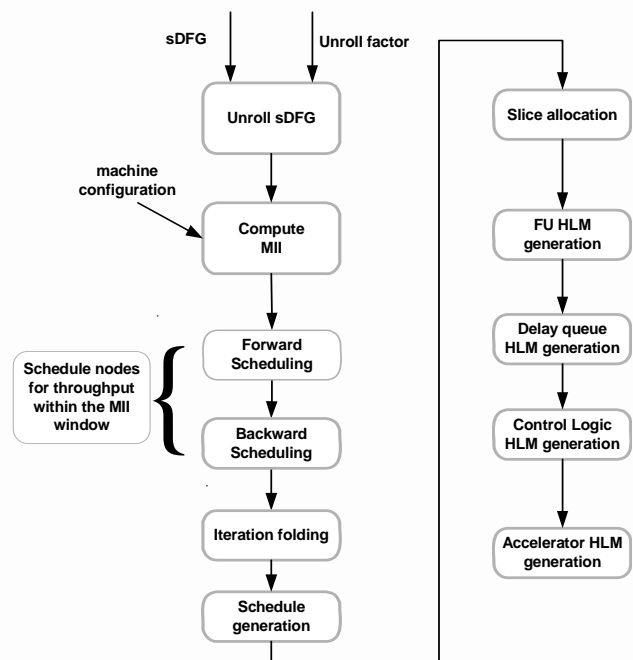 sDFG
Unroll factor
Unroll sDFG
machine
configuration
Compute
MII
Forward
Scheduling
Schedule nodes
for throughput
within the MII
window
Backward
Scheduling
Iteration folding
Schedule
generation
Slice allocation
FU HLM
generation
Delay queue
HLM generation
Control Logic
HLM generation
Accelerator HLM
generation